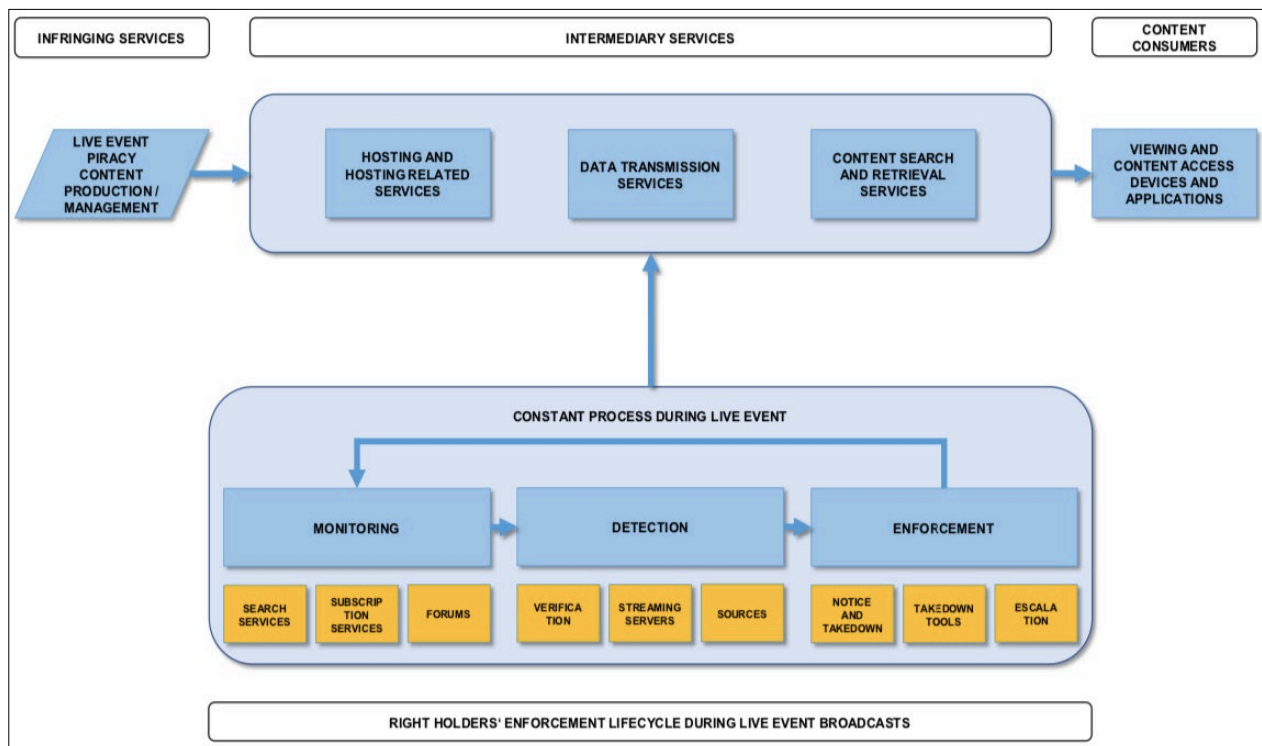 INFRINGING SERVICES
INTERMEDIARY SERVICES
CONTENT
CONSUMERS
LIVE EVENT
PIRACY
CONTENT
PRODUCTION /
MANAGEMENT
HOSTING AND
HOSTING RELATED
SERVICES
DATA TRANSMISSION
SERVICES
CONTENT SEARCH
AND RETRIEVAL
SERVICES
VIEWING AND
CONTENT ACCESS
DEVICES AND
APPLICATIONS
CONSTANT PROCESS DURING LIVE EVENT
MONITORING
DETECTION
ENFORCEMENT
SEARCH
SERVICES
SUBSCRIP
TION
SERVICES
FORUMS
VERIFICA
TION
STREAMING
SERVERS
SOURCES
NOTICE
AND
TAKEDOWN
TAKEDOWN
TOOLS
ESCALA
TION
RIGHT HOLDERS‘ ENFORCEMENT LIFECYCLE DURING LIVE EVENT BROADCASTS